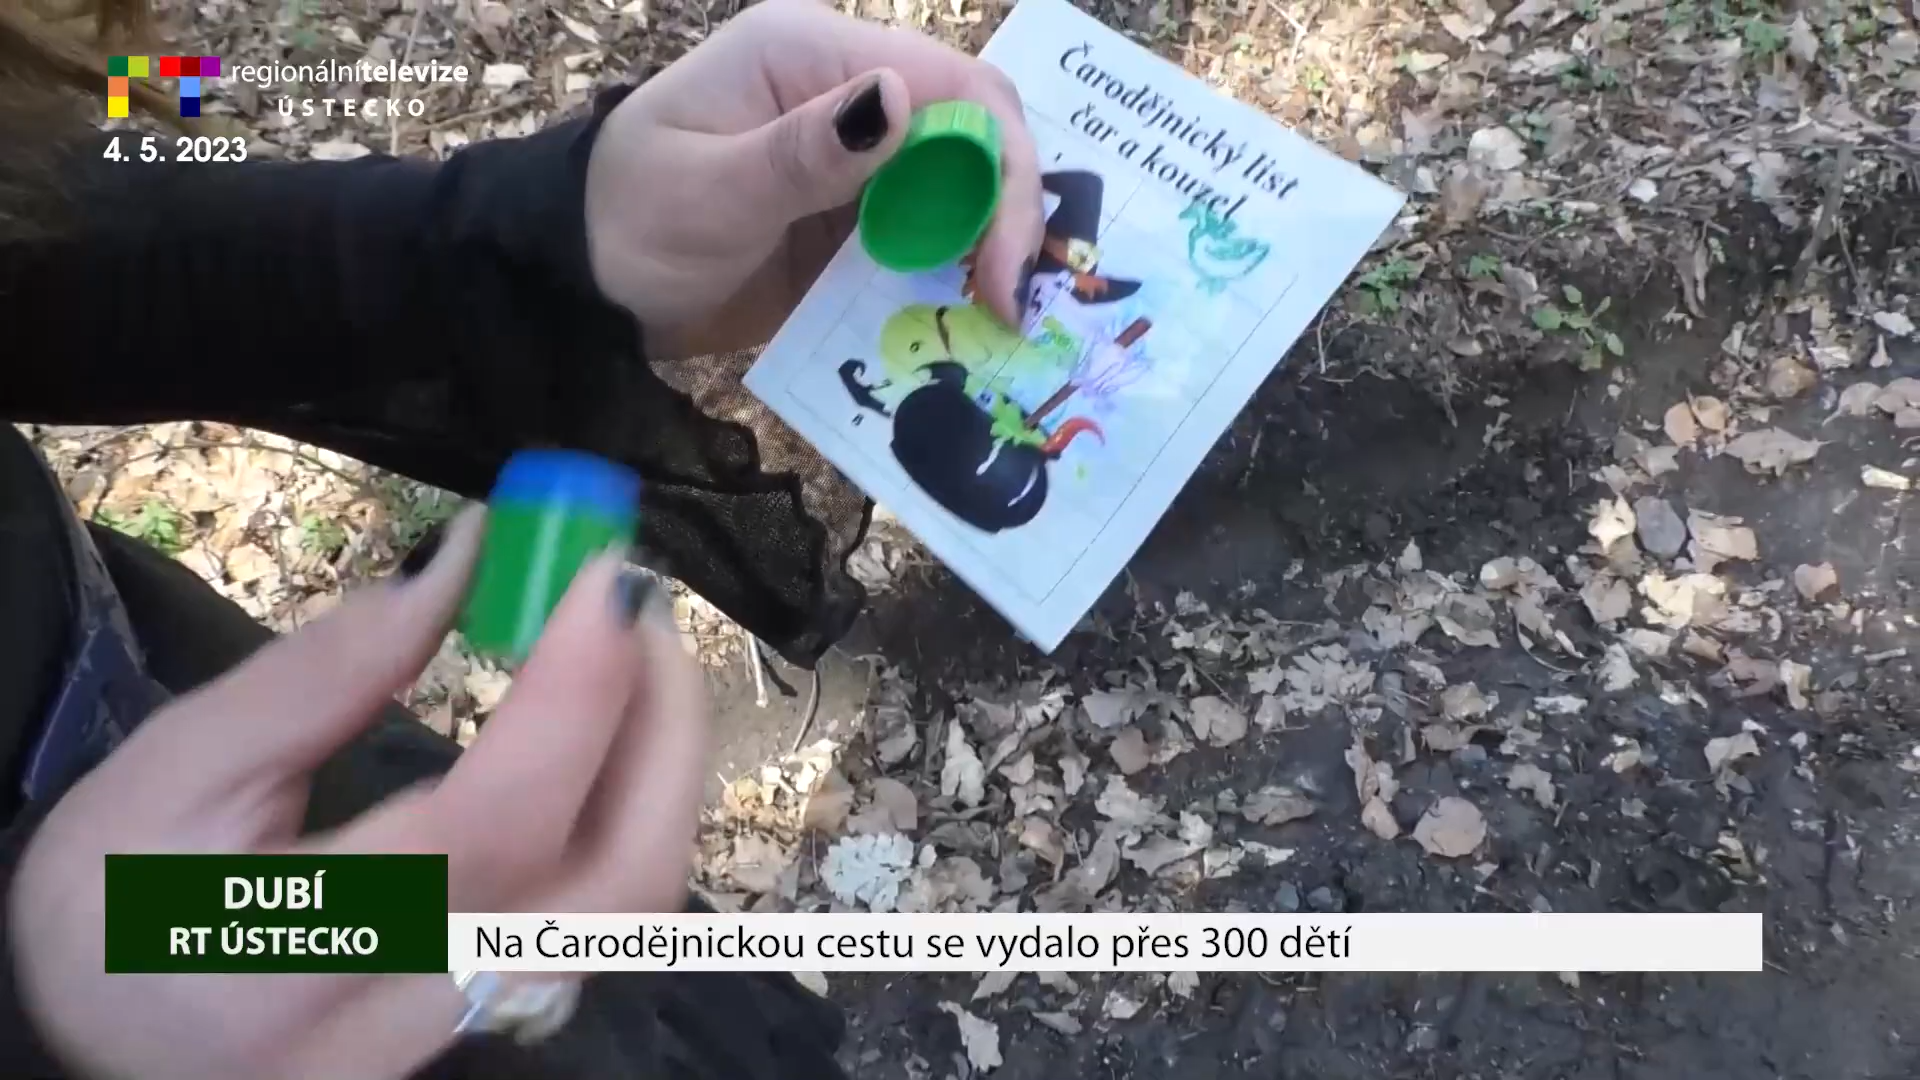 regionálnítelevize
ÚSTECKO
4. 5. 2023
Čarodějnický list
čar a kouzel
DUBÍ
RT ÚSTECKO
Na Čarodějnickou cestu se vydalo přes 300 dětí